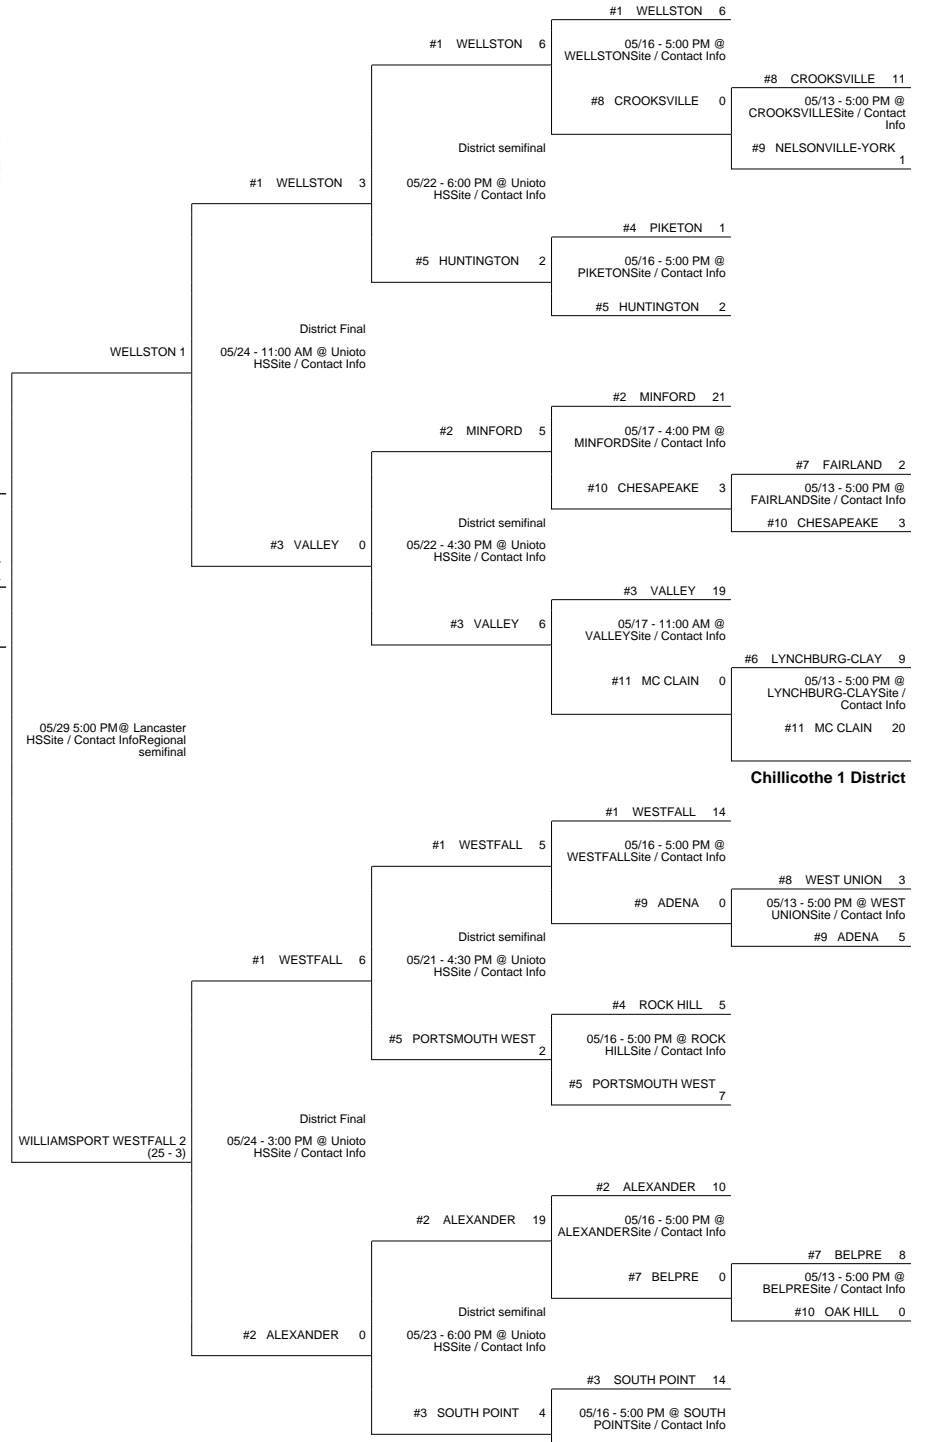 #1 WELLSTON 6
#1 WELLSTON 6
05/16 - 5:00 PM @
WELLSTONSite / Contact Info
#8 CROOKSVILLE 11
#8 CROOKSVILLE 0
05/13 - 5:00 PM @
CROOKSVILLESite / Contact
Info
District semifinal
#9 NELSONVILLE-YORK
1
#1 WELLSTON 3
05/22 - 6:00 PM @ Unioto
HSSite / Contact Info
#4 PIKETON 1
#5 HUNTINGTON 2
05/16 - 5:00 PM @
PIKETONSite / Contact Info
#5 HUNTINGTON 2
District Final
WELLSTON 1
05/24 - 11:00 AM @ Unioto
HSSite / Contact Info
#2 MINFORD 21
#2 MINFORD 5
05/17 - 4:00 PM @
MINFORDSite / Contact Info
#7 FAIRLAND 2
#10 CHESAPEAKE 3
05/13 - 5:00 PM @
FAIRLANDSite / Contact Info
District semifinal
#10 CHESAPEAKE 3
#3 VALLEY 0
05/22 - 4:30 PM @ Unioto
HSSite / Contact Info
#3 VALLEY 19
#3 VALLEY 6
05/17 - 11:00 AM @
VALLEYSite / Contact Info
#6 LYNCHBURG-CLAY 9
#11 MC CLAIN 0
05/13 - 5:00 PM @
LYNCHBURG-CLAYSite /
Contact Info
05/29 5:00 PM@ Lancaster
HSSite / Contact InfoRegional
semifinal
#11 MC CLAIN 20
Chillicothe 1 District
#1 WESTFALL 14
#1 WESTFALL 5
05/16 - 5:00 PM @
WESTFALLSite / Contact Info
#8 WEST UNION 3
#9 ADENA 0
05/13 - 5:00 PM @ WEST
UNIONSite / Contact Info
District semifinal
#9 ADENA 5
#1 WESTFALL 6
05/21 - 4:30 PM @ Unioto
HSSite / Contact Info
#4 ROCK HILL 5
#5 PORTSMOUTH WEST
2
05/16 - 5:00 PM @ ROCK
HILLSite / Contact Info
#5 PORTSMOUTH WEST
7
District Final
WILLIAMSPORT WESTFALL 2
(25 - 3)
05/24 - 3:00 PM @ Unioto
HSSite / Contact Info
#2 ALEXANDER 10
#2 ALEXANDER 19
05/16 - 5:00 PM @
ALEXANDERSite / Contact Info
#7 BELPRE 8
#7 BELPRE 0
05/13 - 5:00 PM @
BELPRESite / Contact Info
District semifinal
#10 OAK HILL 0
#2 ALEXANDER 0
05/23 - 6:00 PM @ Unioto
HSSite / Contact Info
#3 SOUTH POINT 14
#3 SOUTH POINT 4
05/16 - 5:00 PM @ SOUTH
POINTSite / Contact Info